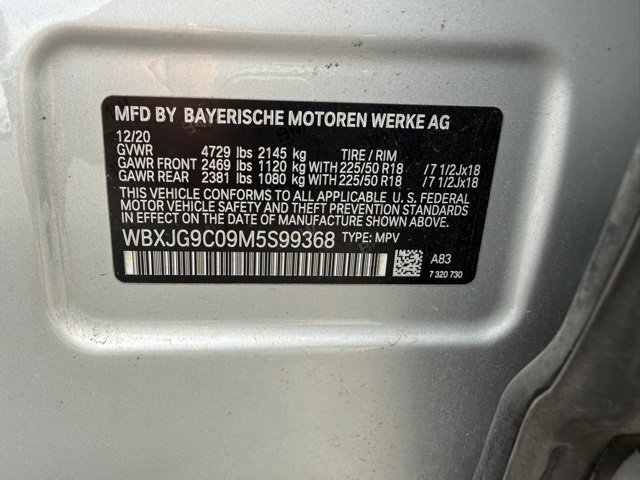 MFD BY BAYERISCHE MOTOREN WERKE AG
12/20
GVWR 4729 lbs 2145 kg TIRE / RIM
GAWR FRONT 2469 lbs 1120 kg WITH 225/50 R18 /7 1/2Jx18
GAWR REAR 2381 lbs 1080 kg WITH 225/50 R18 /7 1/2Jx18
THIS VEHICLE CONFORMS TO ALL APPLICABLE U. S. FEDERAL
MOTOR VEHICLE SAFETY AND THEFT PREVENTION STANDARDS
IN EFFECT ON THE DATE OF MANUFACTURE SHOWN ABOVE.
WBXJG9C09M5S99368 TYPE: MPV
A83
7 320 730